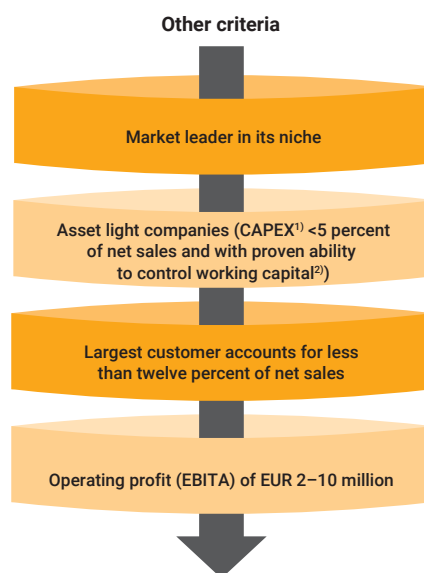 Other criteria
Market leader in its niche
Asset light companies (CAPEX¹⁾ <5 percent
of net sales and with proven ability
to control working capital²⁾)
Largest customer accounts for less
than twelve percent of net sales
Operating profit (EBITA) of EUR 2–10 million